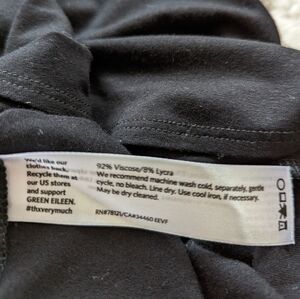 We'd like our
clothes back.
Recycle them at
our US stores
and support
GREEN EILEEN.
#thxverymuch
92% Viscose/8% Lycra
We recommend machine wash cold, separately, gentle
cycle, no bleach. Line dry. Use cool iron, if necessary.
May be dry cleaned.
RN#78121/CA#34460 EEVF